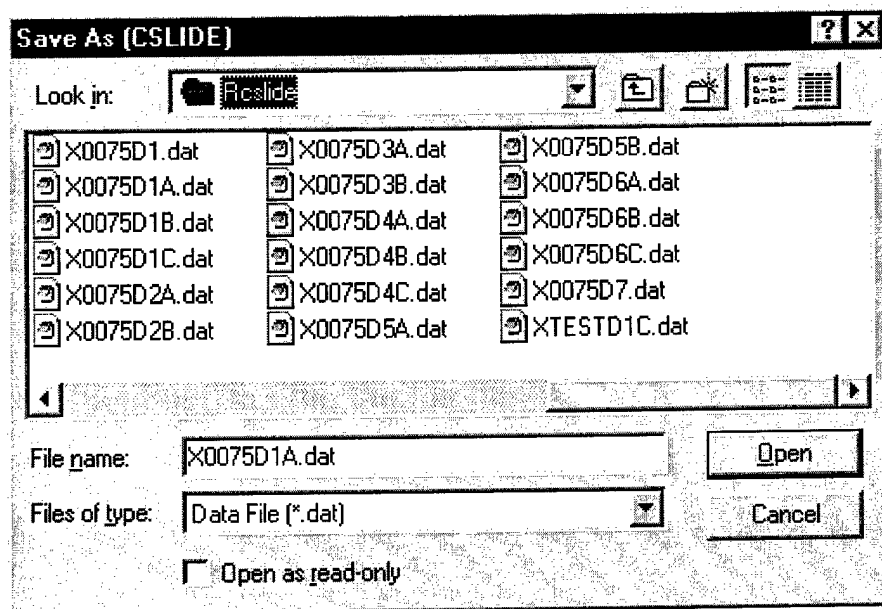 Save As (CSLIDE)
Look in: Rcslide
X0075D1.dat X0075D3A.dat X0075D5B.dat
X0075D1A.dat X0075D3B.dat X0075D6A.dat
X0075D1B.dat X0075D4A.dat X0075D6B.dat
X0075D1C.dat X0075D4B.dat X0075D6C.dat
X0075D2A.dat X0075D4C.dat X0075D7.dat
X0075D2B.dat X0075D5A.dat XTESTD1C.dat
File name: X0075D1A.dat Open
Files of type: Data File (*.dat) Cancel
Open as read-only